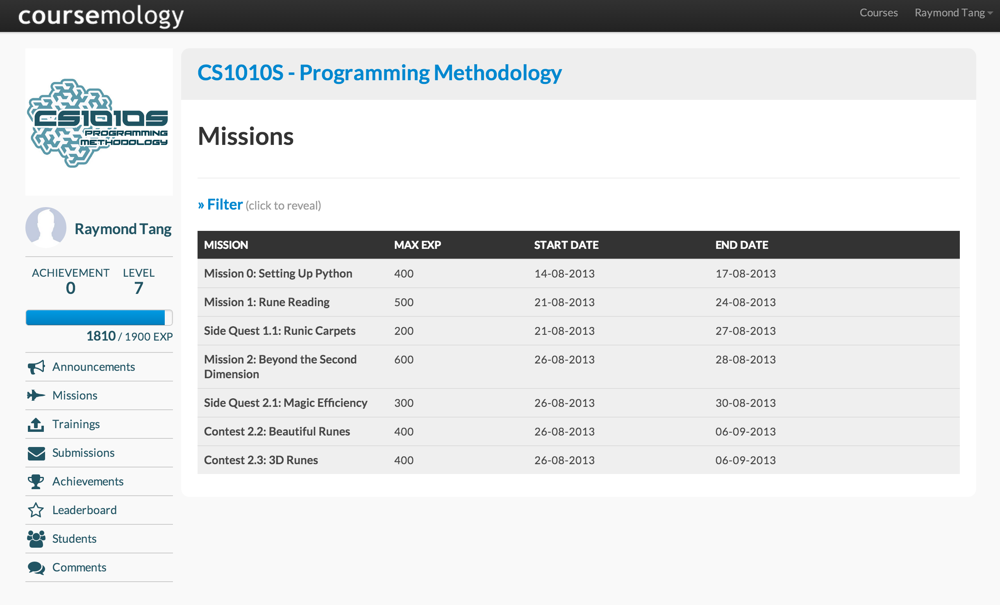 coursemology
Courses Raymond Tang
CS1010S
PROGRAMMING
METHODOLOGY
Raymond Tang
ACHIEVEMENT LEVEL
0 7
1810 / 1900 EXP
Announcements
Missions
Trainings
Submissions
Achievements
Leaderboard
Students
Comments
CS1010S - Programming Methodology
Missions
» Filter (click to reveal)
MISSION MAX EXP START DATE END DATE
Mission 0: Setting Up Python 400 14-08-2013 17-08-2013
Mission 1: Rune Reading 500 21-08-2013 24-08-2013
Side Quest 1.1: Runic Carpets 200 21-08-2013 27-08-2013
Mission 2: Beyond the Second 600 26-08-2013 28-08-2013
Dimension
Side Quest 2.1: Magic Efficiency 300 26-08-2013 30-08-2013
Contest 2.2: Beautiful Runes 400 26-08-2013 06-09-2013
Contest 2.3: 3D Runes 400 26-08-2013 06-09-2013